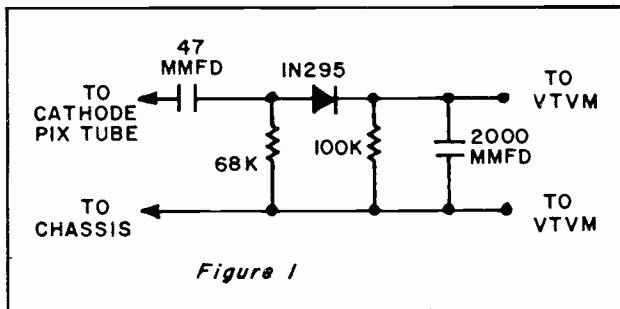 47
MMFD
IN295
TO
CATHODE
PIX TUBE
68K
100K
2000
MMFD
TO
VTVM
TO
CHASSIS
TO
VTVM
Figure 1